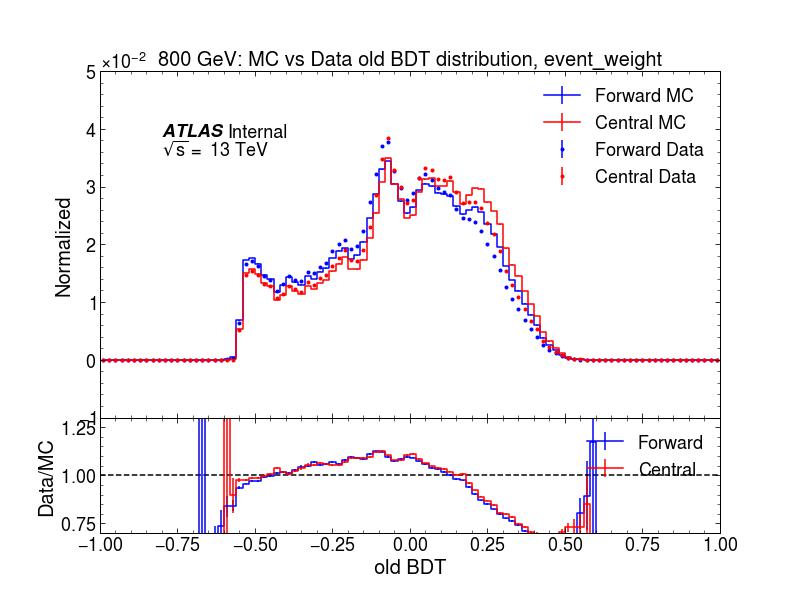 ×10⁻² 800 GeV: MC vs Data old BDT distribution, event_weight
5
4
3
2
1
0
−1
Normalized
ATLAS Internal
√s = 13 TeV
Forward MC
Central MC
Forward Data
Central Data
1.25
1.00
0.75
Data/MC
Forward
Central
−1.00 −0.75 −0.50 −0.25 0.00 0.25 0.50 0.75 1.00
old BDT